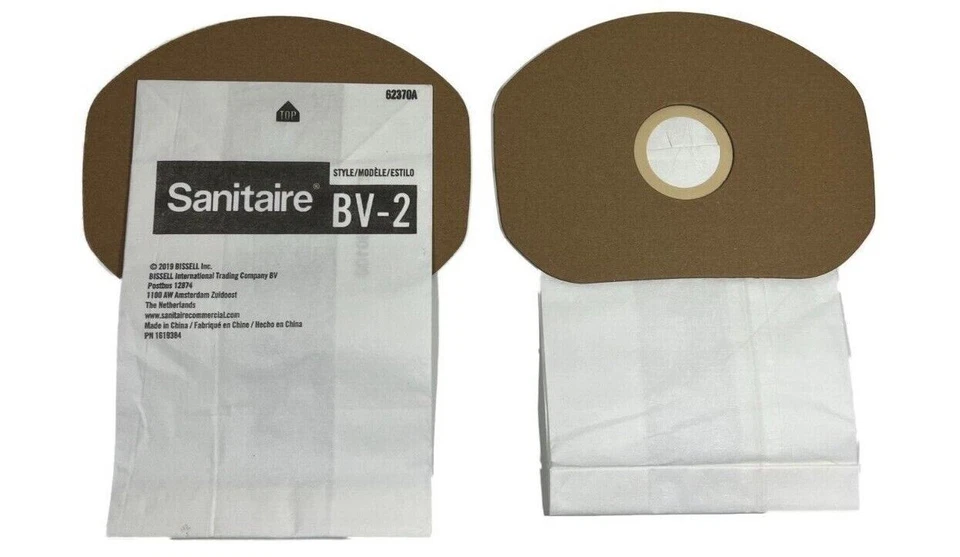 62370A
TOP
STYLE/MODÈLE/ESTILO
Sanitaire®
BV-2
© 2019 BISSELL Inc.
BISSELL International Trading Company BV
Postbus 12874
1100 AW Amsterdam Zuidoost
The Netherlands
www.sanitairecommercial.com
Made in China / Fabriqué en Chine / Hecho en China
PN 1619384